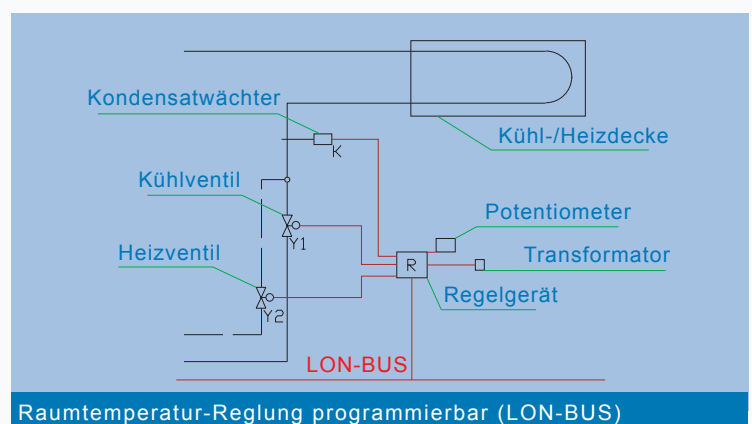 Kondensatwächter
K
Kühl-/Heizdecke
Kühlventil
Y1
Potentiometer
Heizventil
Transformator
R
Regelgerät
Y2
LON-BUS
Raumtemperatur-Reglung programmierbar (LON-BUS)